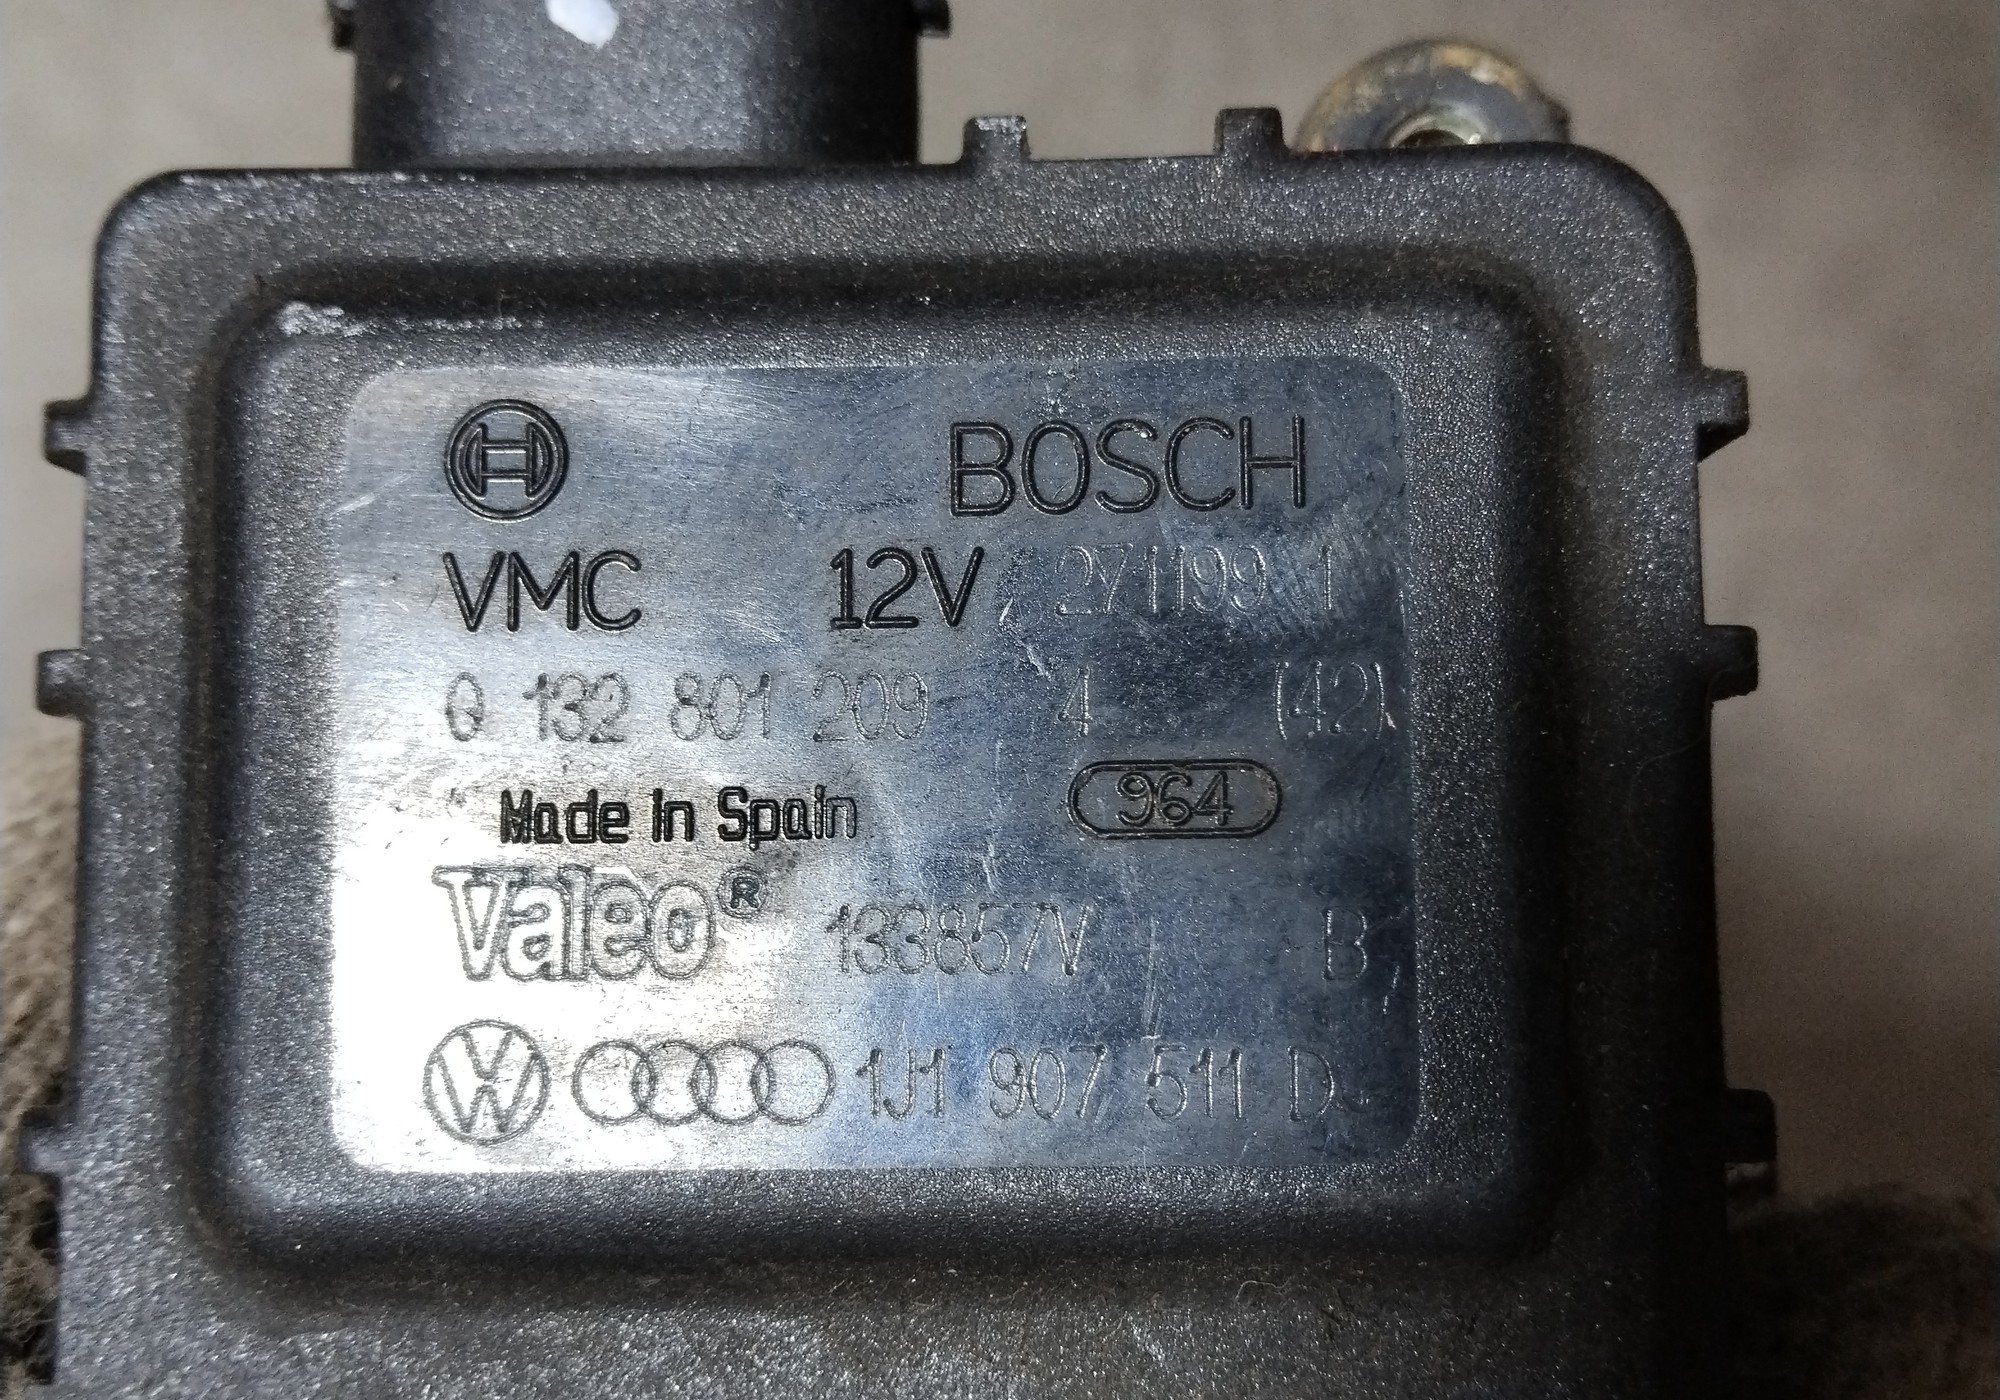 BOSCH
VMC 12V 271199 1
0 132 801 209 4 (42)
Made in Spain 964
Valeo® 133857V B
VW 1J1 907 511 D